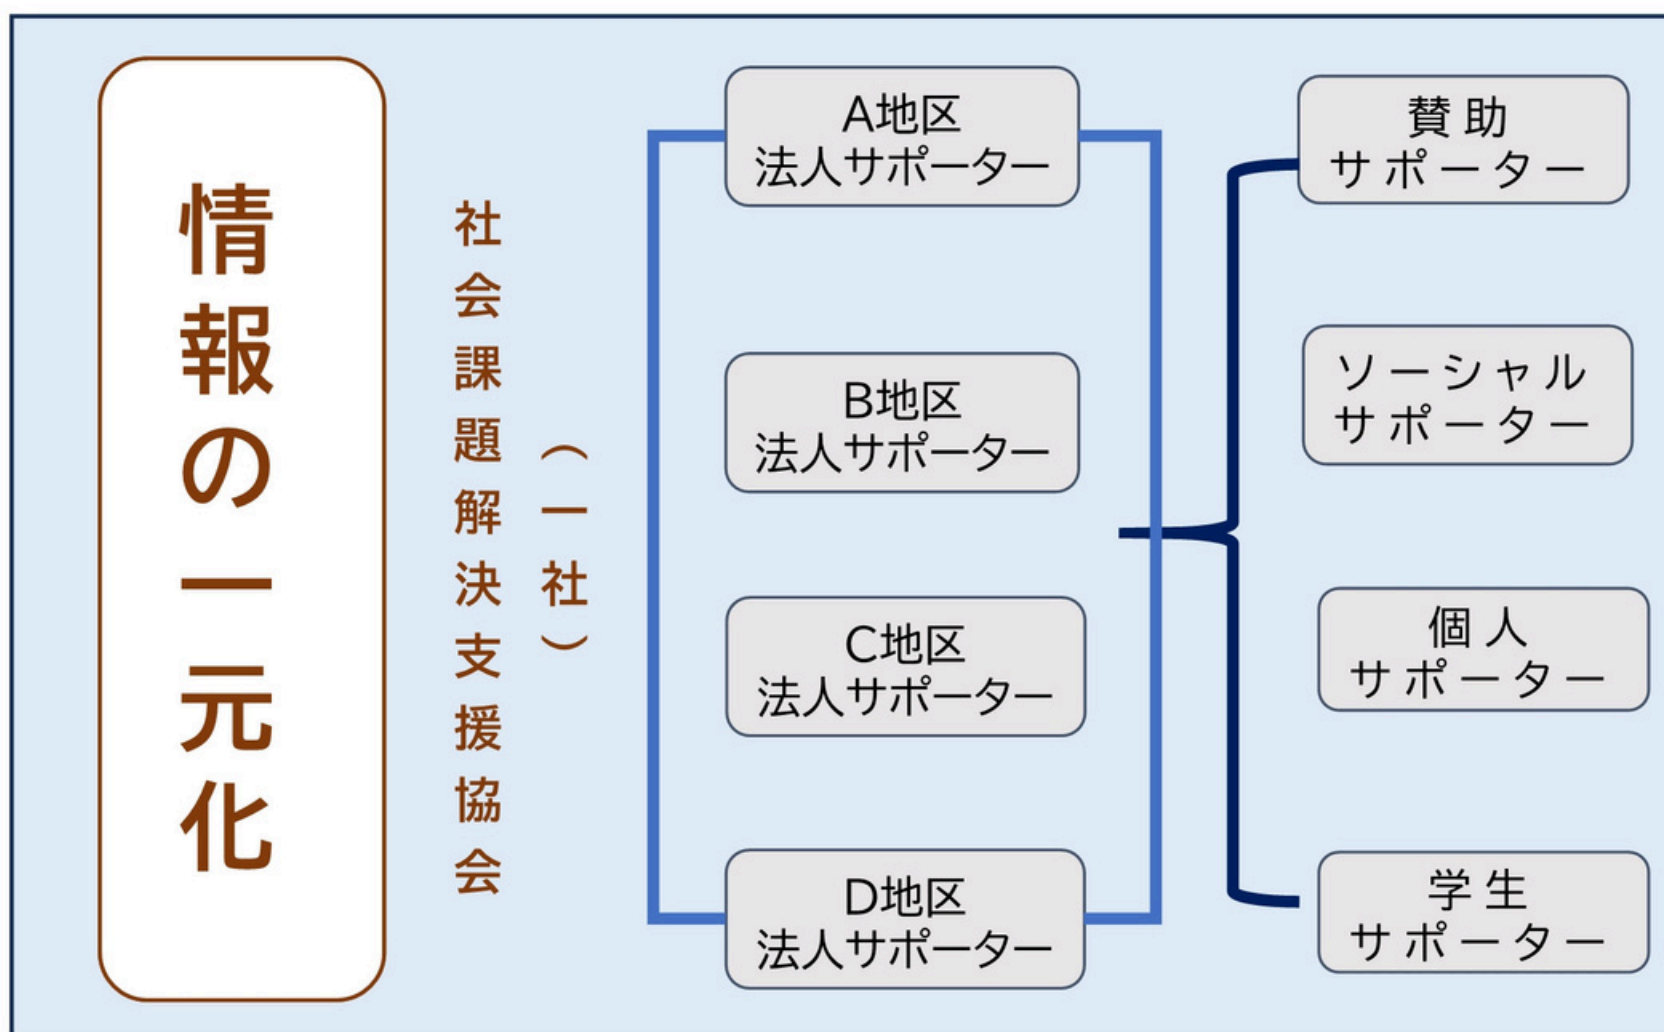 情報の一元化
社会課題解決支援協会
（一社）
A地区
法人サポーター
B地区
法人サポーター
C地区
法人サポーター
D地区
法人サポーター
賛助
サポーター
ソーシャル
サポーター
個人
サポーター
学生
サポーター